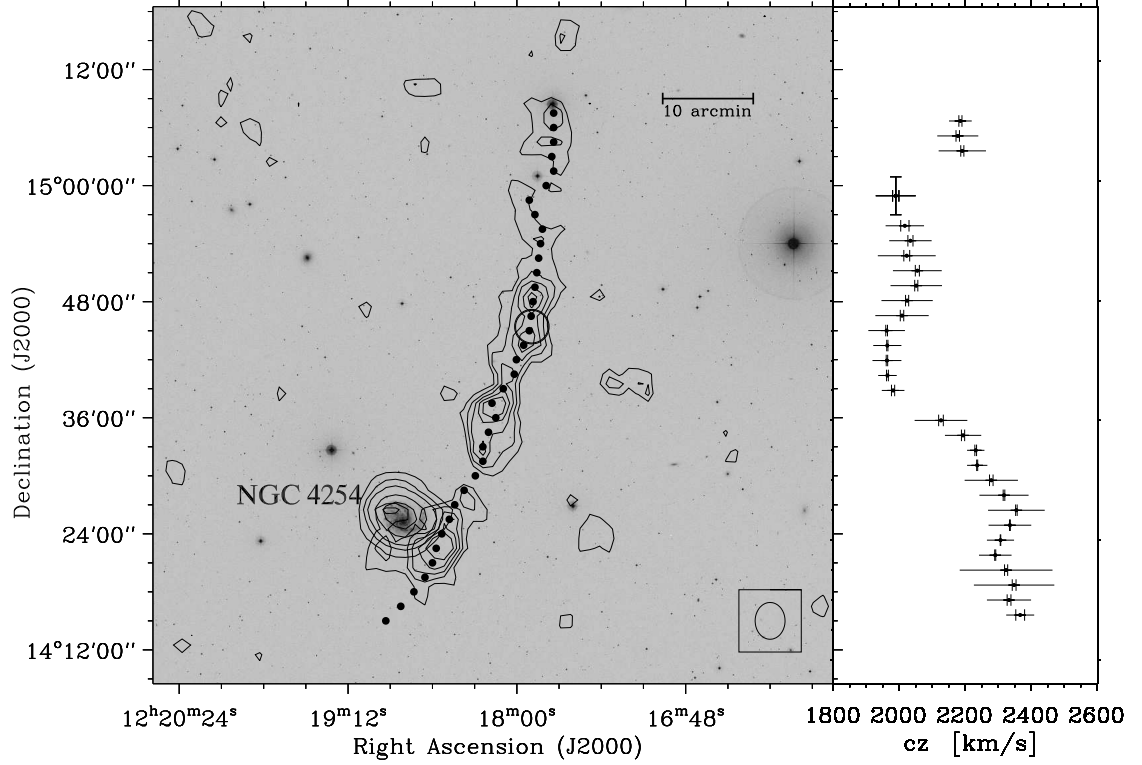 12'00''
10 arcmin
15°00'00''
48'00''
36'00''
NGC 4254
24'00''
14°12'00''
Declination (J2000)
12ʰ20ᵐ24ˢ 19ᵐ12ˢ 18ᵐ00ˢ 16ᵐ48ˢ 1800 2000 2200 2400 2600
Right Ascension (J2000) cz [km/s]